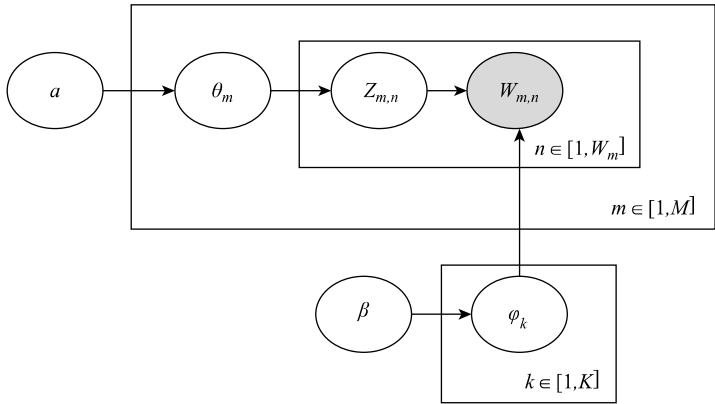 a
θm
Zm,n
Wm,n
n ∈ [1,Wm]
m ∈ [1,M]
β
φk
k ∈ [1,K]